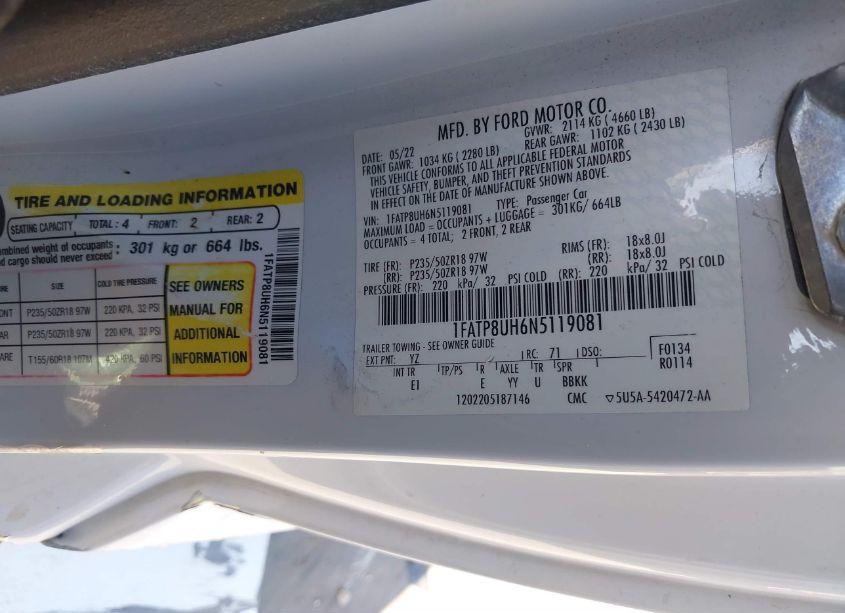 TIRE AND LOADING INFORMATION
SEATING CAPACITY TOTAL: 4 FRONT: 2 REAR: 2
combined weight of occupants and cargo should never exceed : 301 kg or 664 lbs.
SIZE COLD TIRE PRESSURE
P235/50ZR18 97W 220 KPA, 32 PSI
P235/50ZR18 97W 220 KPA, 32 PSI
T155/60R18 107M 420 KPA, 60 PSI
SEE OWNERS
MANUAL FOR
ADDITIONAL
INFORMATION
1FATP8UH6N5119081
MFD. BY FORD MOTOR CO.
DATE: 05/22 GVWR: 2114 KG ( 4660 LB)
FRONT GAWR: 1034 KG ( 2280 LB) REAR GAWR: 1102 KG ( 2430 LB)
THIS VEHICLE CONFORMS TO ALL APPLICABLE FEDERAL MOTOR
VEHICLE SAFETY, BUMPER, AND THEFT PREVENTION STANDARDS
IN EFFECT ON THE DATE OF MANUFACTURE SHOWN ABOVE.
VIN: 1FATP8UH6N5119081 TYPE: Passenger Car
MAXIMUM LOAD = OCCUPANTS + LUGGAGE = 301KG/ 664LB
OCCUPANTS = 4 TOTAL; 2 FRONT, 2 REAR
TIRE (FR): P235/50ZR18 97W RIMS (FR): 18x8.0J
(RR): P235/50ZR18 97W (RR): 18x8.0J
PRESSURE (FR): 220 kPa/ 32 PSI COLD (RR): 220 kPa/ 32 PSI COLD
1FATP8UH6N5119081
TRAILER TOWING - SEE OWNER GUIDE
EXT PNT: YZ RC: 71 DSO: F0134
R0114
INT TR TP/PS R AXLE TR SPR
EI E YY U BBKK
1202205187146 CMC ▽5U5A-5420472-AA